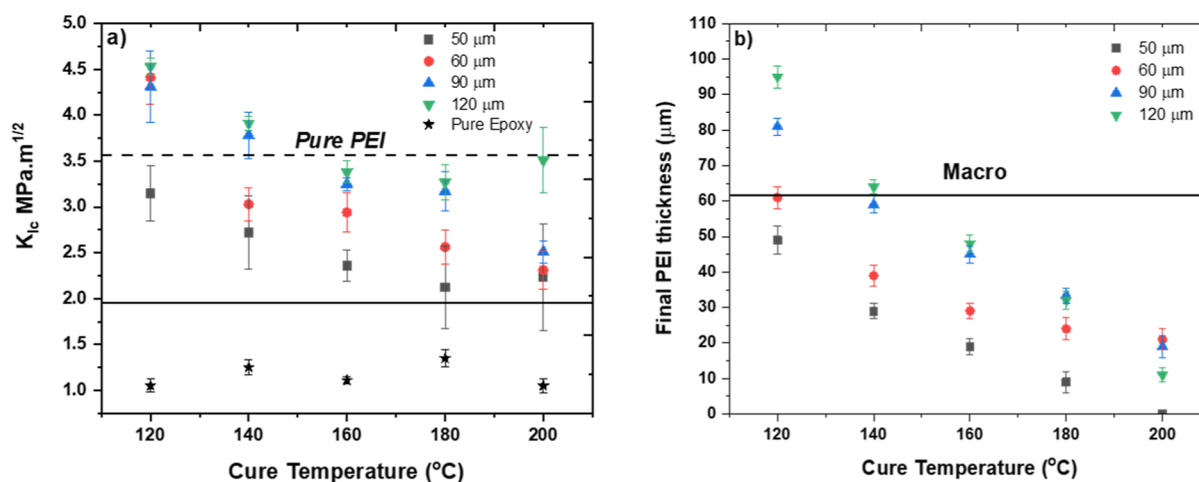 a)
5.0
4.5
4.0
3.5
3.0
2.5
2.0
1.5
1.0
K_Ic MPa.m^1/2
50 μm
60 μm
90 μm
120 μm
Pure Epoxy
Pure PEI
120 140 160 180 200
Cure Temperature (°C)
b)
110
100
90
80
70
60
50
40
30
20
10
0
Final PEI thickness (μm)
50 μm
60 μm
90 μm
120 μm
Macro
120 140 160 180 200
Cure Temperature (°C)